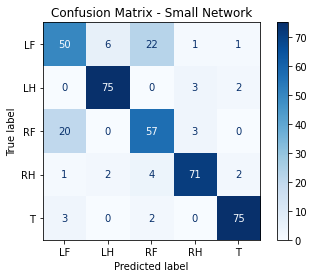 Confusion Matrix - Small Network
True label
LF 50 6 22 1 1
LH 0 75 0 3 2
RF 20 0 57 3 0
RH 1 2 4 71 2
T 3 0 2 0 75
LF LH RF RH T
Predicted label
70
60
50
40
30
20
10
0